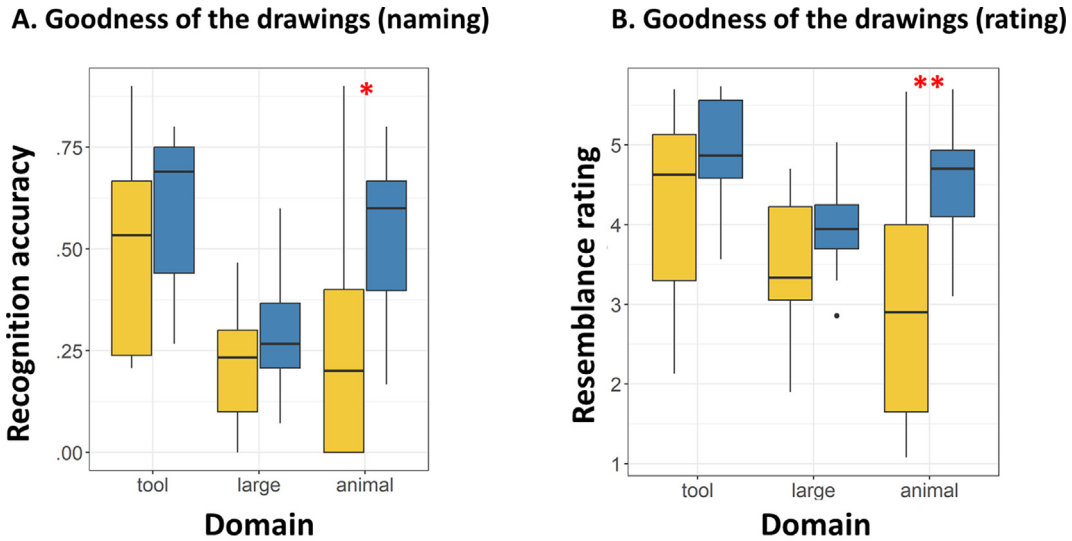 A. Goodness of the drawings (naming)
Recognition accuracy
.75
.50
.25
.00
*
tool large animal
Domain
B. Goodness of the drawings (rating)
Resemblance rating
5
4
3
2
1
**
tool large animal
Domain